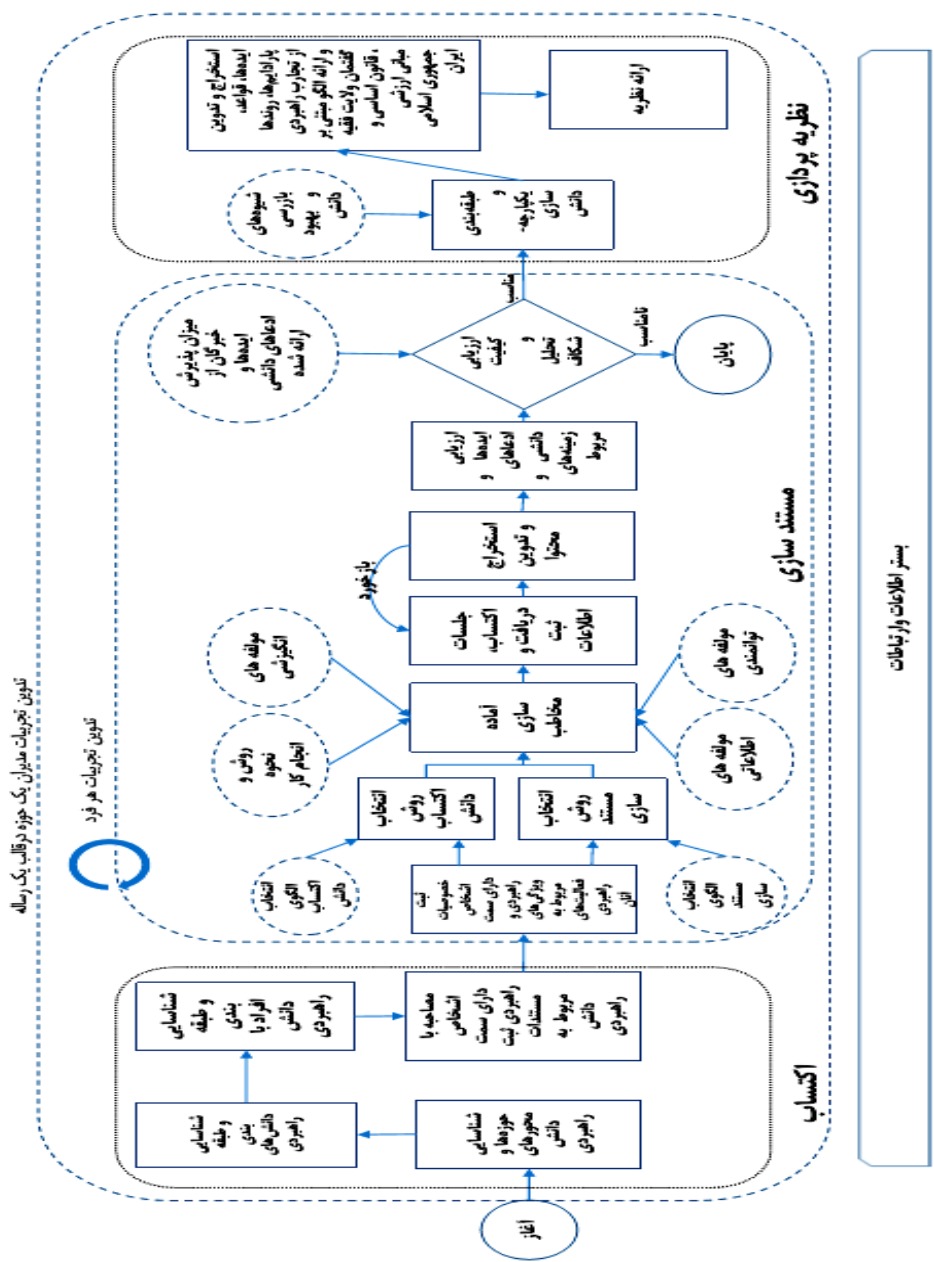 تدوین تجربیات مدیران یک حوزه درقالب یک رساله
تدوین تجربیات هر فرد
آغاز
شناسایی
حوزه‌ها و
محورهای
دانش
راهبردی
شناسایی
و طبقه
بندی
دانش‌های
راهبردی
شناسایی
و طبقه
بندی
افراد با
دانش
راهبردی
مصاحبه با
اشخاص
دارای سمت
راهبردی ثبت
مستندات
مربوط به
دانش
راهبردی
اکتساب
ثبت
خصوصیات
اشخاص
دارای سمت
راهبردی و
ویژگی‌های
مربوط به
فعالیت‌های
راهبردی
آنان
انتخاب
الگوی
اکتساب
دانش
انتخاب
الگوی
مستند
سازی
انتخاب
روش
اکتساب
دانش
انتخاب
روش
مستند
سازی
روش و
نحوه
انجام کار
مولفه های
انگیزشی
مولفه های
اطلاعاتی
مولفه های
توانمندی
آماده
سازی
مخاطب
جلسات
اکتساب،
دریافت و
ثبت
اطلاعات
بازخورد
استخراج
و تدوین
محتوا
ارزیابی
ایده‌ها و
ادعاهای
دانشی و
زمینه‌های
مربوط
میزان پذیرش
خبرگان از
ایده‌ها و
ادعاهای دانشی
ارائه شده
ارزیابی
کیفیت
و
تحلیل
شکاف
مناسب
نامناسب
پایان
مستند سازی
شیوه‌های
بازرسی
و بهبود
دانش
طبقه‌بندی
و
یکپارچه-
سازی
دانش
استخراج و تدوین
ایده‌ها، قواعد،
پارادایم‌ها، روندها
از تجارب راهبردی
و ارائه الگو مبتنی بر
گفتمان ولایت فقیه
، قانون اساسی و
مبانی ارزشی
جمهوری اسلامی
ایران
ارائه نظریه
نظریه پردازی
بستر اطلاعات و ارتباطات